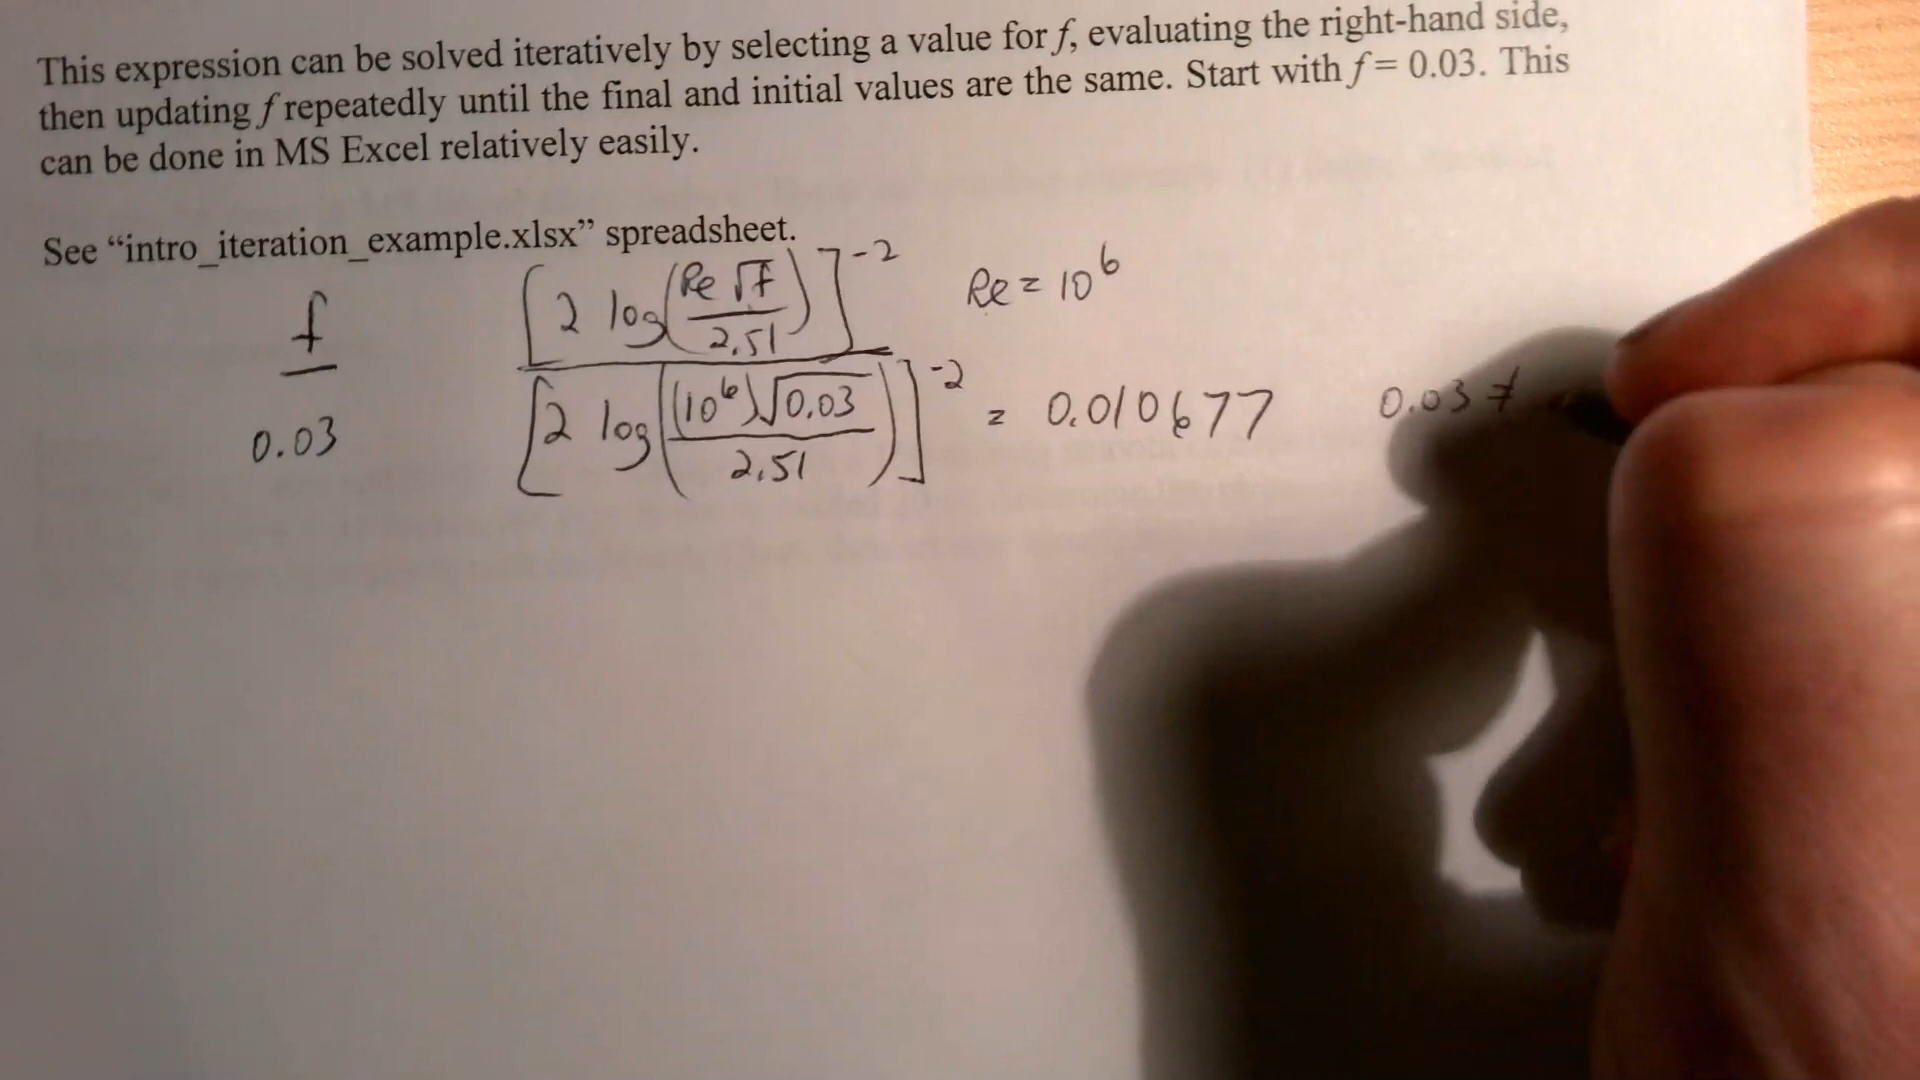 This expression can be solved iteratively by selecting a value for f, evaluating the right-hand side,
then updating f repeatedly until the final and initial values are the same. Start with f = 0.03. This
can be done in MS Excel relatively easily.
See “intro_iteration_example.xlsx” spreadsheet.
f [2 log(Re √f / 2.51)]^-2 Re = 10^6
0.03 [2 log((10^6)√0.03 / 2.51)]^-2 = 0.010677 0.03 ≠